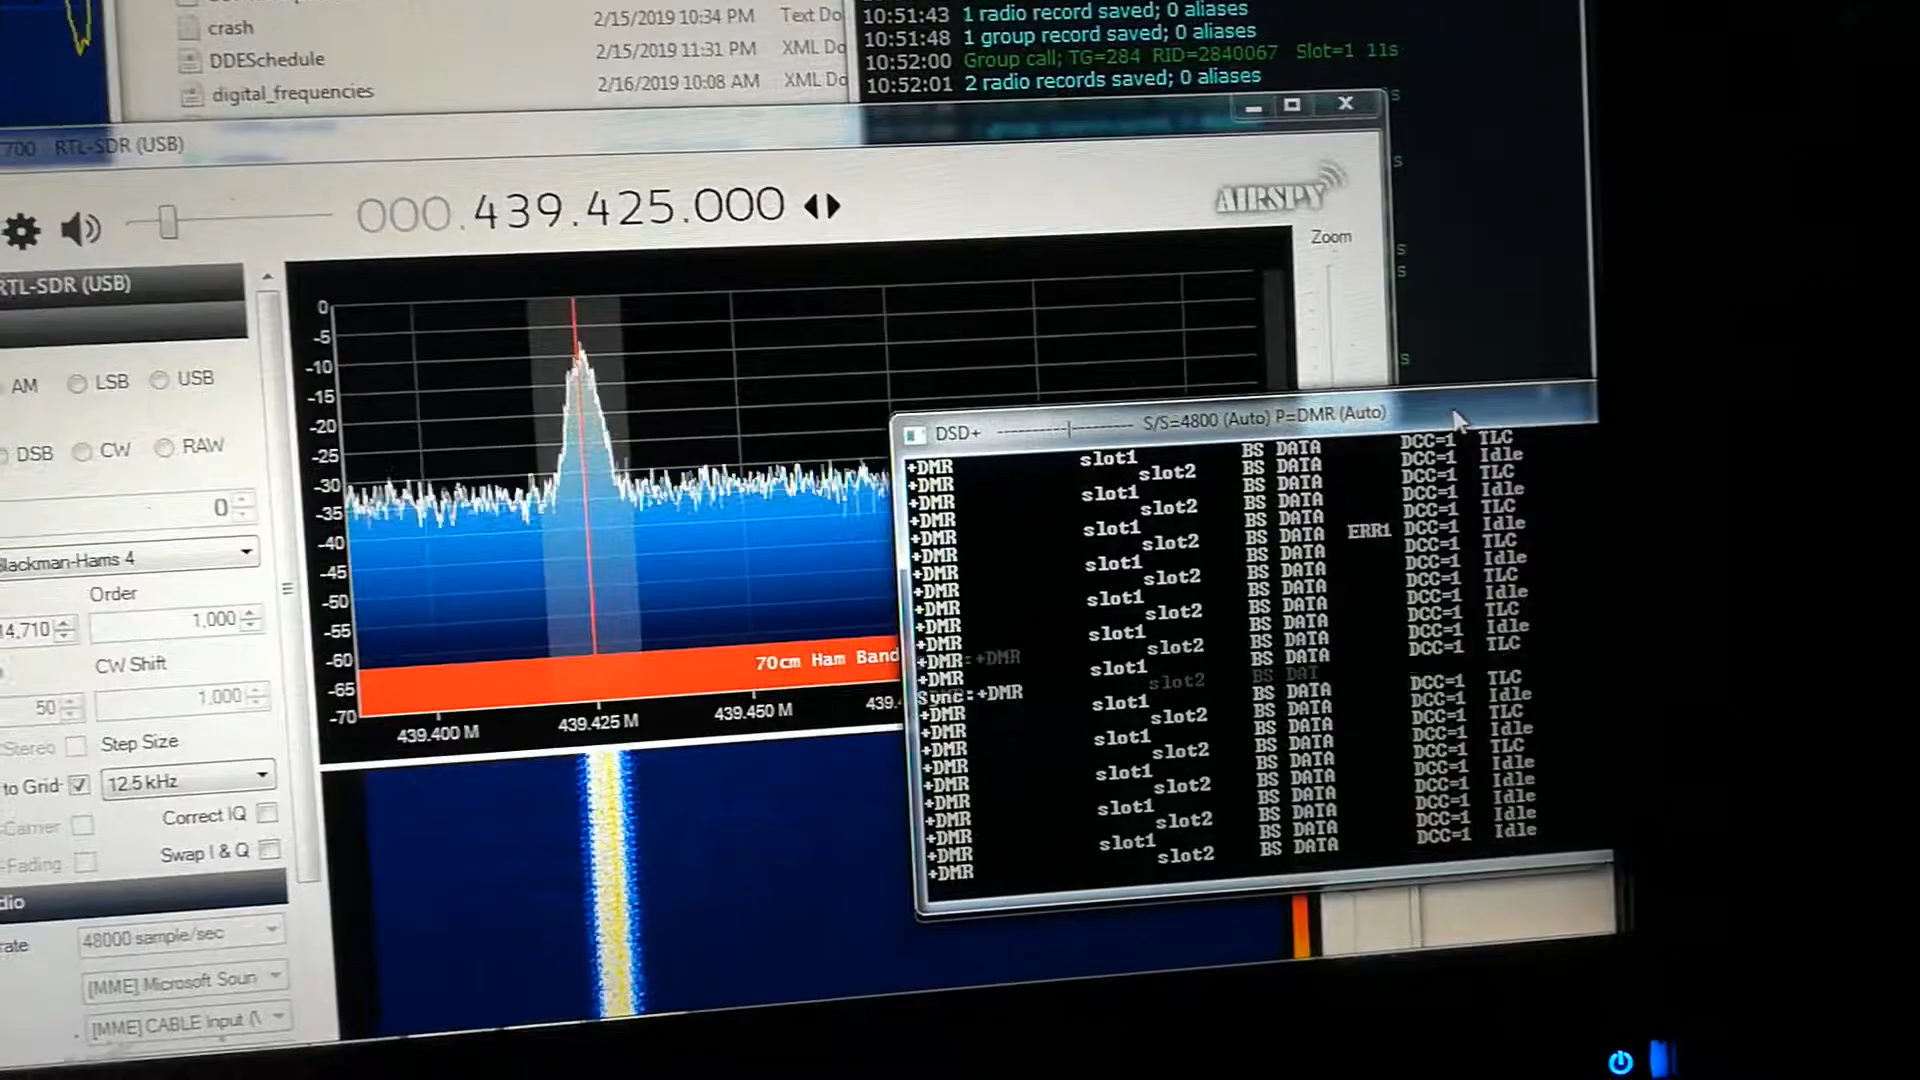 crash 2/15/2019 10:34 PM Text Do
DDESchedule 2/15/2019 11:31 PM XML Do
digital_frequencies 2/16/2019 10:08 AM XML Do
10:51:43 1 radio record saved; 0 aliases
10:51:48 1 group record saved; 0 aliases
10:52:00 Group call; TG=284 RID=2840067 Slot=1 11s
10:52:01 2 radio records saved; 0 aliases
700 RTL-SDR (USB)
000.439.425.000
AIRSPY
Zoom
RTL-SDR (USB)
AM LSB USB
DSB CW RAW
0
Blackman-Harris 4
Order
14,710 1,000
CW Shift
50 1,000
Stereo Step Size
to Grid 12.5 kHz
Carrier Correct IQ
-Fading Swap I & Q
dio
rate 48000 sample/sec
[MME] Microsoft Soun
[MME] CABLE Input (V
0
-5
-10
-15
-20
-25
-30
-35
-40
-45
-50
-55
-60
-65
-70
70cm Ham Band
439.400 M 439.425 M 439.450 M 439.
DSD+ S/S=4800 (Auto) P=DMR (Auto)
+DMR slot1 BS DATA DCC=1 TLC
+DMR slot2 BS DATA DCC=1 Idle
+DMR slot1 BS DATA DCC=1 TLC
+DMR slot2 BS DATA DCC=1 Idle
+DMR slot1 BS DATA ERR1 DCC=1 TLC
+DMR slot2 BS DATA DCC=1 Idle
+DMR slot1 BS DATA DCC=1 TLC
+DMR slot2 BS DATA DCC=1 Idle
+DMR slot1 BS DATA DCC=1 TLC
+DMR slot2 BS DATA DCC=1 Idle
+DMR slot1 BS DATA DCC=1 TLC
+DMR:+DMR slot2 BS DATA DCC=1 Idle
+DMR slot1 BS DATA DCC=1 TLC
Sync:+DMR slot2 BS DAT
+DMR slot1 BS DATA DCC=1 TLC
+DMR slot2 BS DATA DCC=1 Idle
+DMR slot1 BS DATA DCC=1 TLC
+DMR slot2 BS DATA DCC=1 Idle
+DMR slot1 BS DATA DCC=1 TLC
+DMR slot2 BS DATA DCC=1 Idle
+DMR slot1 BS DATA DCC=1 Idle
+DMR slot2 BS DATA DCC=1 Idle
+DMR slot1 BS DATA DCC=1 Idle
+DMR slot2 BS DATA DCC=1 Idle
+DMR